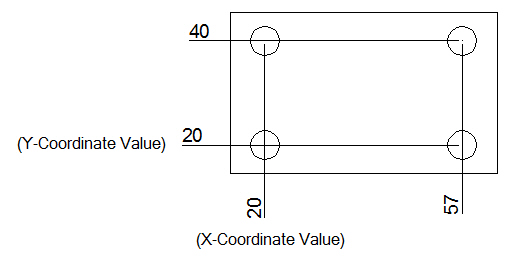 40
20
(Y-Coordinate Value)
20
57
(X-Coordinate Value)